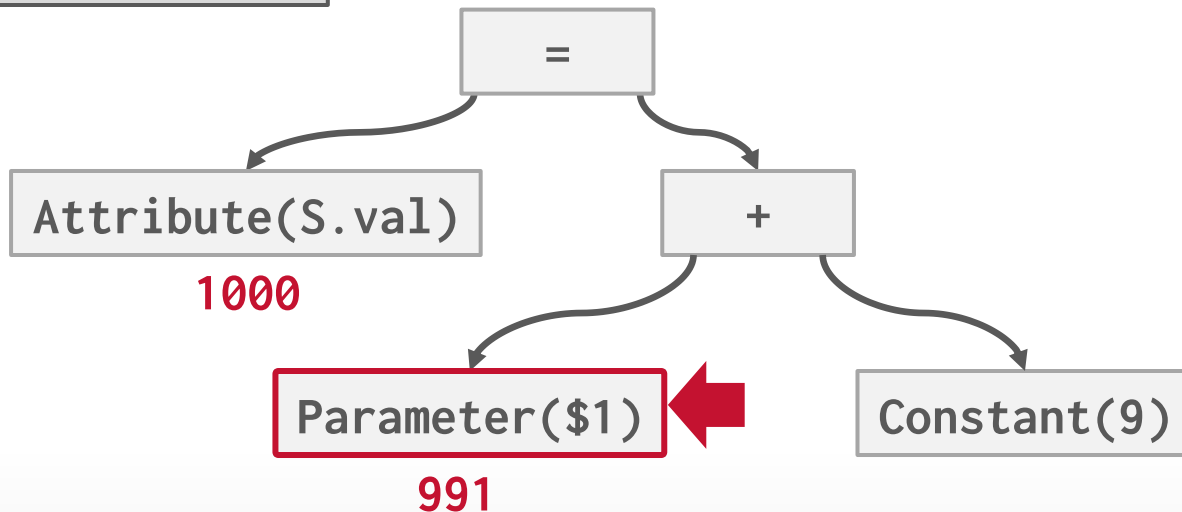 =
Attribute(S.val)
+
1000
Parameter($1)
Constant(9)
991